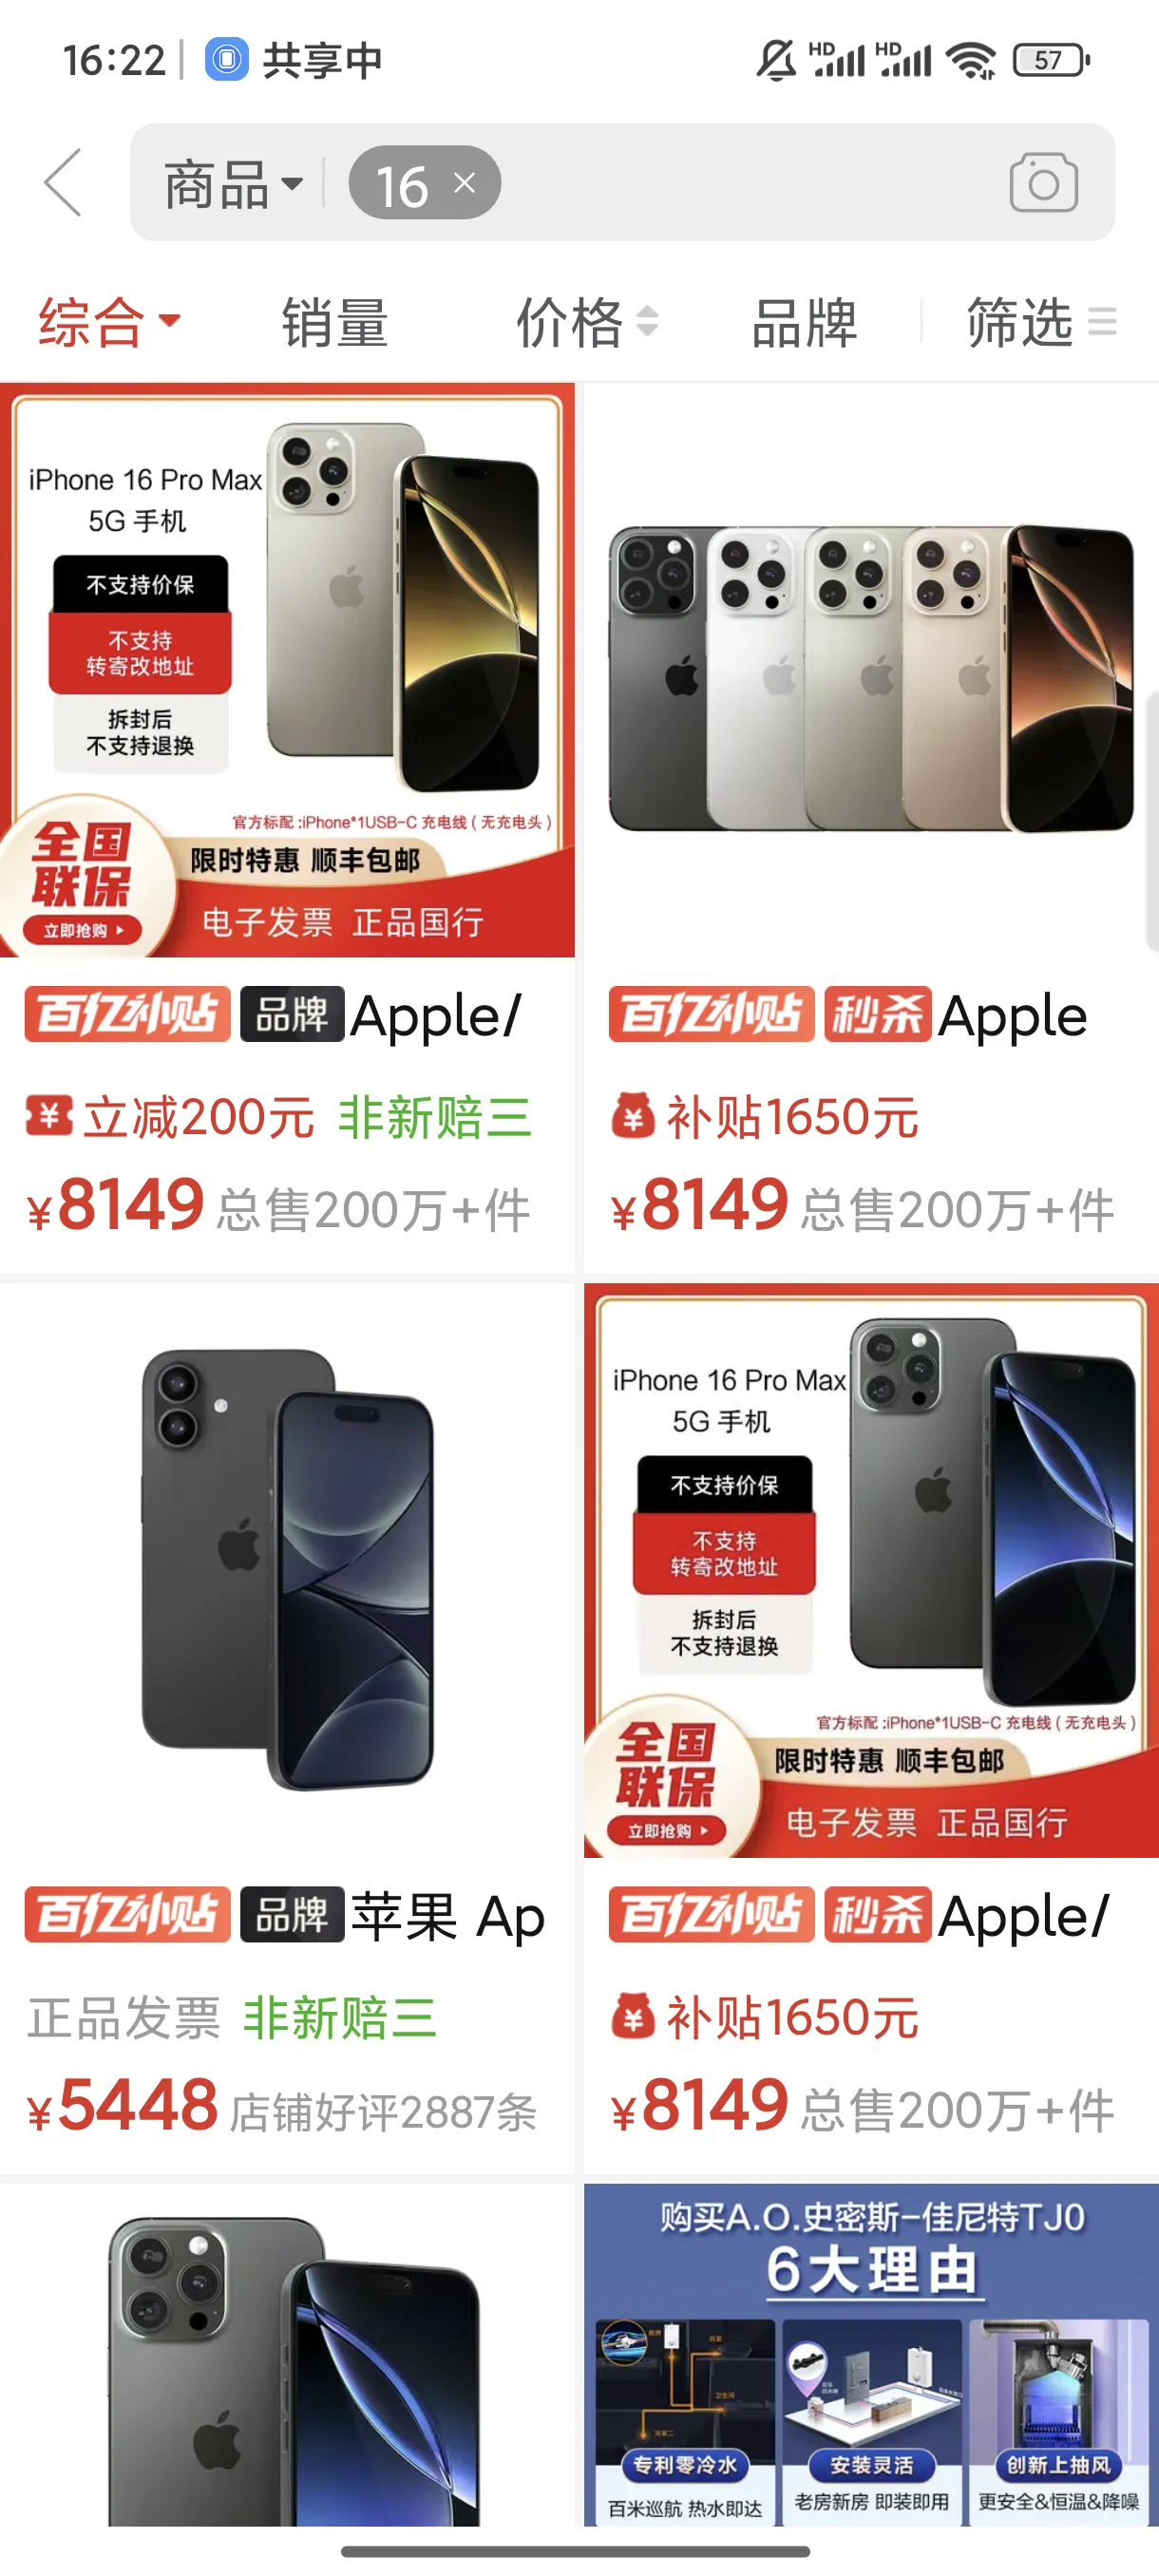 16:22
共享中
HD
HD
57
商品
16 ×
综合
销量
价格
品牌
筛选
iPhone 16 Pro Max
5G 手机
不支持价保
不支持
转寄改地址
拆封后
不支持退换
官方标配:iPhone*1USB-C 充电线(无充电头)
全国
联保
立即抢购
限时特惠 顺丰包邮
电子发票 正品国行
百亿补贴 品牌 Apple/
立减200元 非新赔三
¥8149 总售200万+件
百亿补贴 秒杀 Apple
补贴1650元
¥8149 总售200万+件
百亿补贴 品牌 苹果 Ap
正品发票 非新赔三
¥5448 店铺好评2887条
iPhone 16 Pro Max
5G 手机
不支持价保
不支持
转寄改地址
拆封后
不支持退换
官方标配:iPhone*1USB-C 充电线(无充电头)
全国
联保
立即抢购
限时特惠 顺丰包邮
电子发票 正品国行
百亿补贴 秒杀 Apple/
补贴1650元
¥8149 总售200万+件
购买A.O.史密斯-佳尼特TJ0
6大理由
专利零冷水
百米巡航 热水即达
安装灵活
老房新房 即装即用
创新上抽风
更安全&恒温&降噪